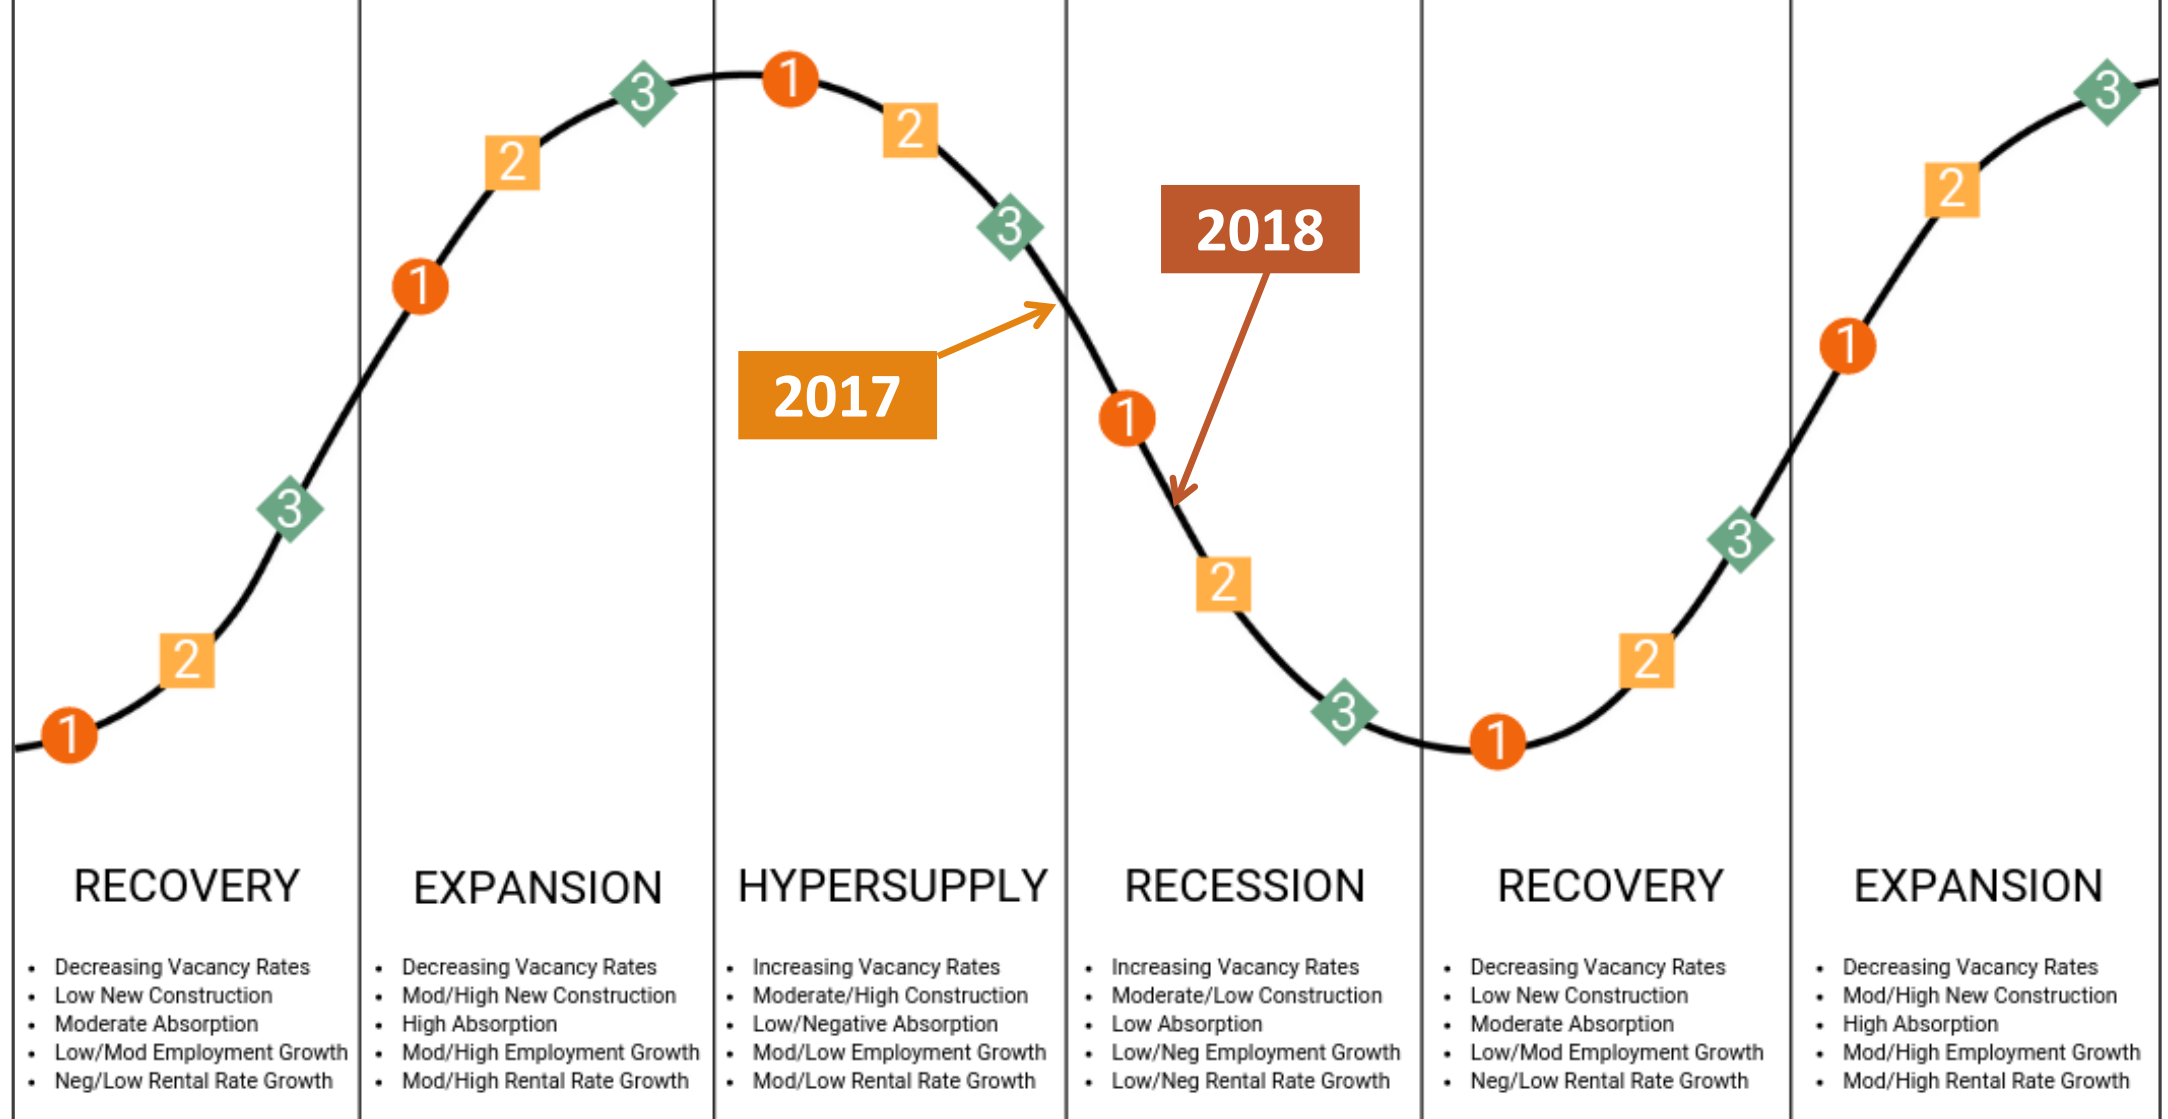 3
1
2
3
2
1
3
2
1
2
3
2018
2017
1
2
3
1
2
3
1
2
3
1
RECOVERY
EXPANSION
HYPERSUPPLY
RECESSION
RECOVERY
EXPANSION
• Decreasing Vacancy Rates
• Low New Construction
• Moderate Absorption
• Low/Mod Employment Growth
• Neg/Low Rental Rate Growth
• Decreasing Vacancy Rates
• Mod/High New Construction
• High Absorption
• Mod/High Employment Growth
• Mod/High Rental Rate Growth
• Increasing Vacancy Rates
• Moderate/High Construction
• Low/Negative Absorption
• Mod/Low Employment Growth
• Mod/Low Rental Rate Growth
• Increasing Vacancy Rates
• Moderate/Low Construction
• Low Absorption
• Low/Neg Employment Growth
• Low/Neg Rental Rate Growth
• Decreasing Vacancy Rates
• Low New Construction
• Moderate Absorption
• Low/Mod Employment Growth
• Neg/Low Rental Rate Growth
• Decreasing Vacancy Rates
• Mod/High New Construction
• High Absorption
• Mod/High Employment Growth
• Mod/High Rental Rate Growth